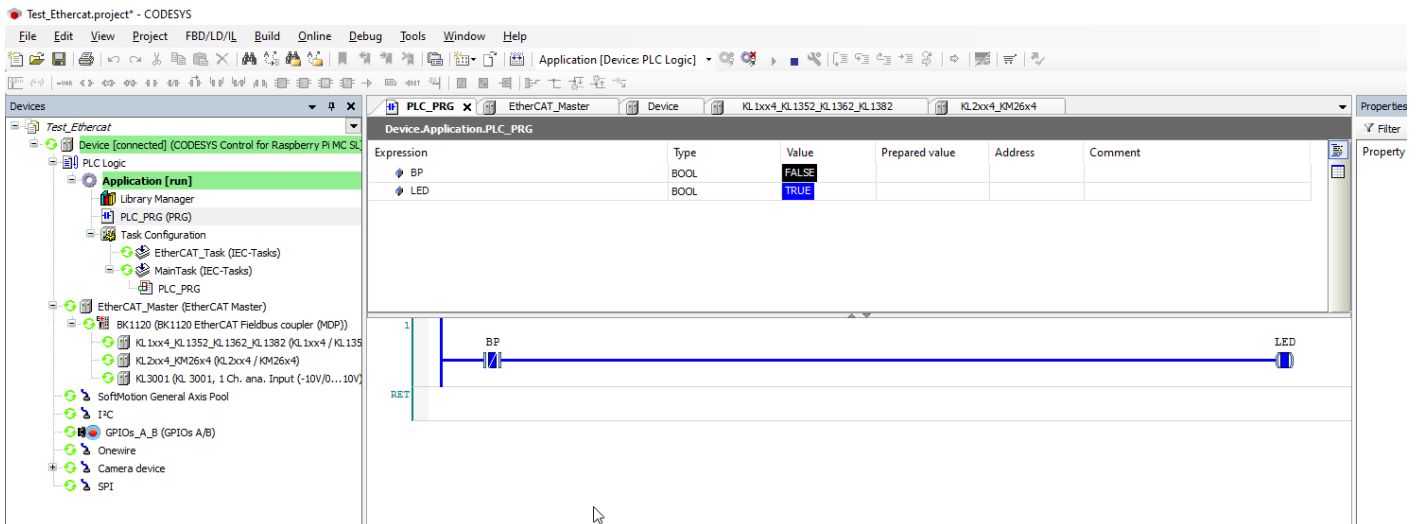 Test_Ethercat.project* - CODESYS
File Edit View Project FBD/LD/IL Build Online Debug Tools Window Help
Application [Device: PLC Logic]
Devices
Test_Ethercat
Device [connected] (CODESYS Control for Raspberry Pi MC SL
PLC Logic
Application [run]
Library Manager
PLC_PRG (PRG)
Task Configuration
EtherCAT_Task (IEC-Tasks)
MainTask (IEC-Tasks)
PLC_PRG
EtherCAT_Master (EtherCAT Master)
BK1120 (BK1120 EtherCAT Fieldbus coupler (MDP))
KL1xx4_KL1352_KL1362_KL1382 (KL1xx4 / KL135
KL2xx4_KM26x4 (KL2xx4 / KM26x4)
KL3001 (KL 3001, 1 Ch. ana. Input (-10V/0...10V)
SoftMotion General Axis Pool
I²C
GPIOs_A_B (GPIOs A/B)
Onewire
Camera device
SPI
PLC_PRG EtherCAT_Master Device KL1xx4_KL1352_KL1362_KL1382 KL2xx4_KM26x4
Device.Application.PLC_PRG
Expression Type Value Prepared value Address Comment
BP BOOL FALSE
LED BOOL TRUE
1
BP LED
RET
Properties
Filter
Property